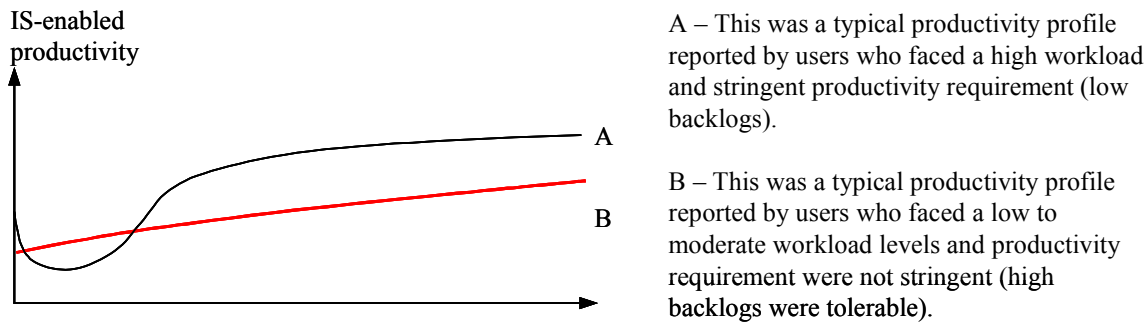 IS-enabled
productivity
A
B
A – This was a typical productivity profile
reported by users who faced a high workload
and stringent productivity requirement (low
backlogs).
B – This was a typical productivity profile
reported by users who faced a low to
moderate workload levels and productivity
requirement were not stringent (high
backlogs were tolerable).